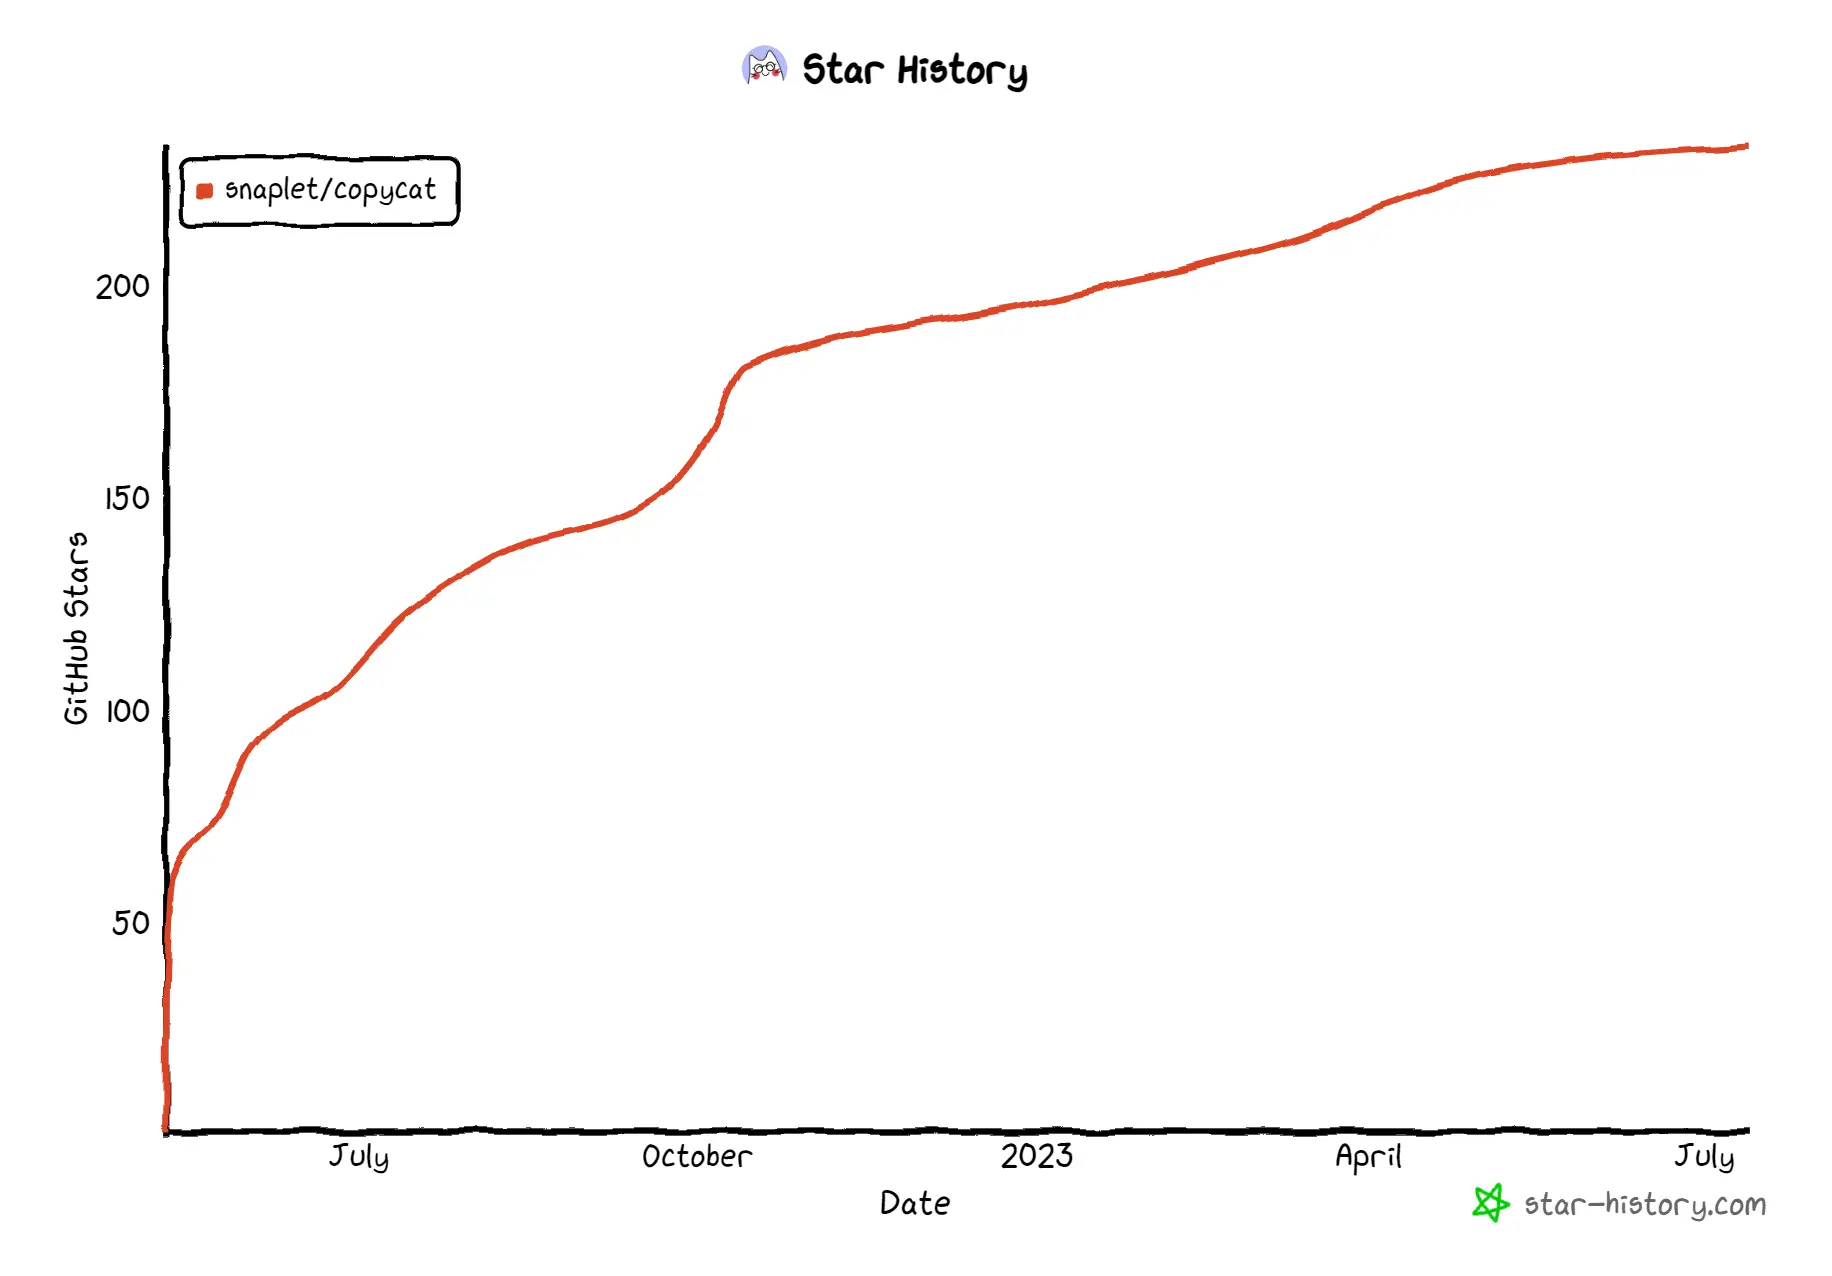 Star History
snaplet/copycat
200
150
100
50
GitHub Stars
July
October
2023
April
July
Date
star-history.com